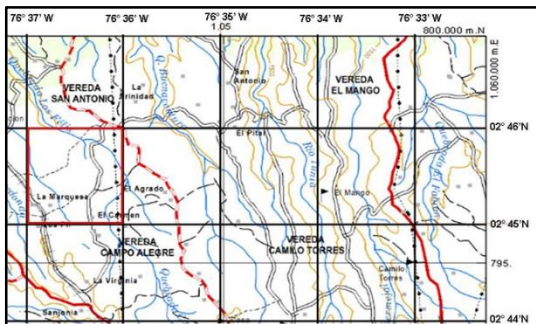 76° 37' W
76° 36' W
76° 35' W
1.05
76° 34' W
76° 33' W
800.000 m.N
1.060.000 m.E
VEREDA
SAN ANTONIO
La
Trinidad
San
Antonio
VEREDA
EL MANGO
02° 46'N
El Pital
La Marquesa
El Agrado
El Mango
El Carmen
02° 45'N
VEREDA
CAMPO ALEGRE
VEREDA
CAMILO TORRES
79S.
Camilo
Torres
La Virginia
Sanjonia
02° 44'N